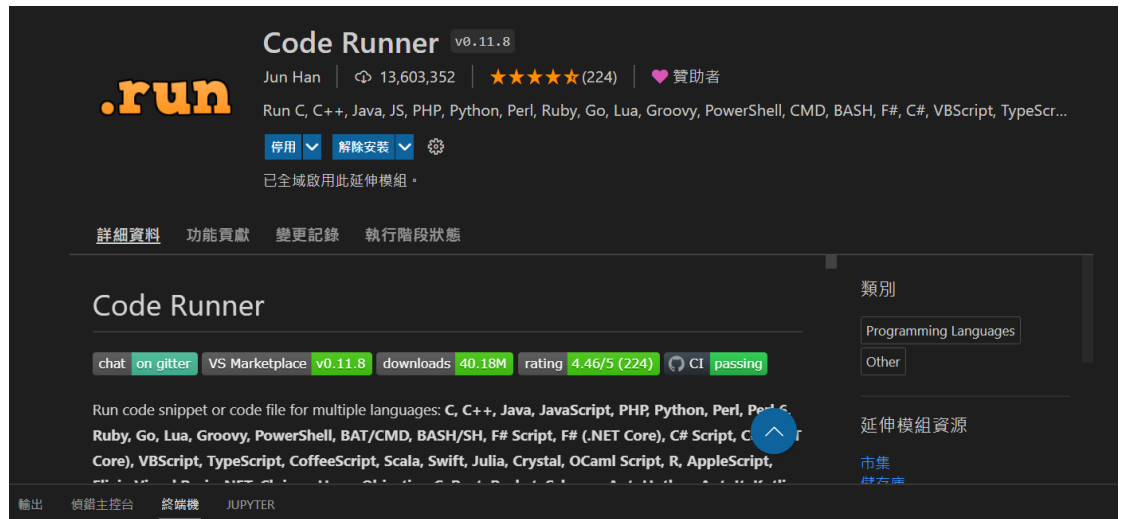 Code Runner v0.11.8
.run
Jun Han 13,603,352 ★★★★★(224) 贊助者
Run C, C++, Java, JS, PHP, Python, Perl, Ruby, Go, Lua, Groovy, PowerShell, CMD, BASH, F#, C#, VBScript, TypeScr...
停用 解除安裝
已全域啟用此延伸模組。
詳細資料 功能貢獻 變更記錄 執行階段狀態
Code Runner
chat on gitter VS Marketplace v0.11.8 downloads 40.18M rating 4.46/5 (224) CI passing
Run code snippet or code file for multiple languages: C, C++, Java, JavaScript, PHP, Python, Perl, Perl 6,
Ruby, Go, Lua, Groovy, PowerShell, BAT/CMD, BASH/SH, F# Script, F# (.NET Core), C# Script,
Core), VBScript, TypeScript, CoffeeScript, Scala, Swift, Julia, Crystal, OCaml Script, R, AppleScript,
類別
Programming Languages
Other
延伸模組資源
市集
儲存庫
輸出 偵錯主控台 終端機 JUPYTER